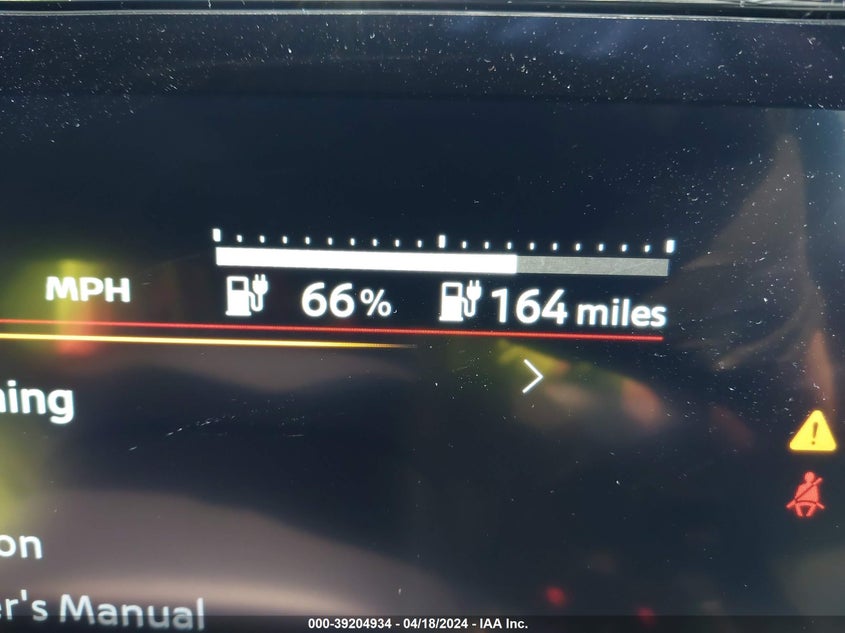 MPH 66% 164 miles
ning
on
er's Manual
000-39204934 - 04/18/2024 - IAA Inc.